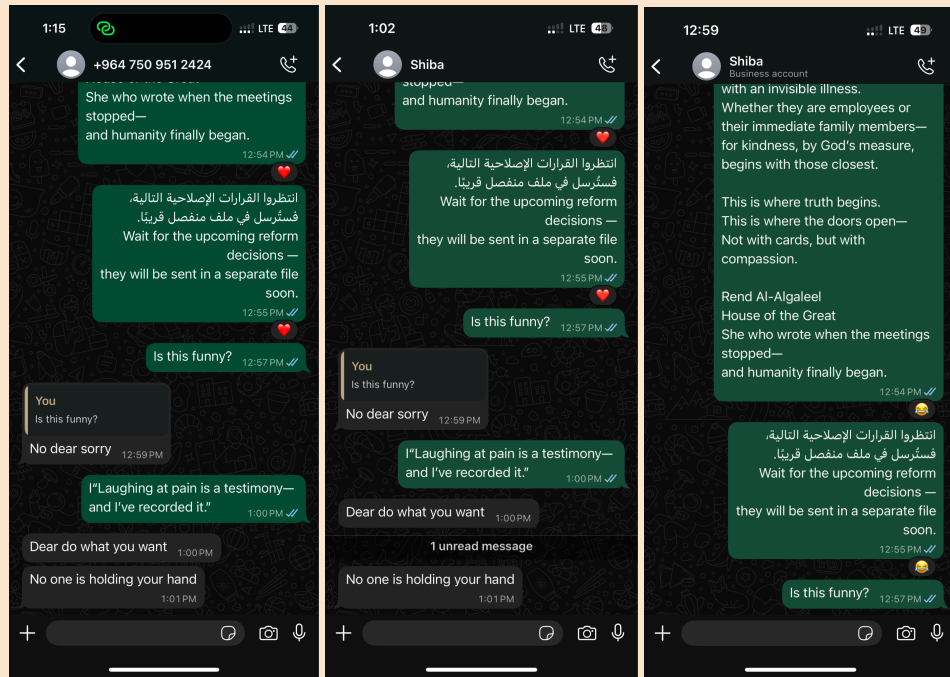 1:15
LTE 44
+964 750 951 2424
She who wrote when the meetings
stopped—
and humanity finally began.
12:54 PM
انتظروا القرارات الإصلاحية التالية،
فستُرسل في ملف منفصل قريبًا.
Wait for the upcoming reform
decisions —
they will be sent in a separate file
soon.
12:55 PM
Is this funny? 12:57 PM
You
Is this funny?
No dear sorry 12:59 PM
I"Laughing at pain is a testimony—
and I've recorded it." 1:00 PM
Dear do what you want 1:00 PM
No one is holding your hand
1:01 PM
1:02
LTE 48
Shiba
stopped—
and humanity finally began.
12:54 PM
انتظروا القرارات الإصلاحية التالية،
فستُرسل في ملف منفصل قريبًا.
Wait for the upcoming reform
decisions —
they will be sent in a separate file
soon.
12:55 PM
Is this funny? 12:57 PM
You
Is this funny?
No dear sorry 12:59 PM
I"Laughing at pain is a testimony—
and I've recorded it." 1:00 PM
Dear do what you want 1:00 PM
1 unread message
No one is holding your hand
1:01 PM
12:59
LTE 49
Shiba
Business account
with an invisible illness.
Whether they are employees or
their immediate family members—
for kindness, by God's measure,
begins with those closest.
This is where truth begins.
This is where the doors open—
Not with cards, but with
compassion.
Rend Al-Algaleel
House of the Great
She who wrote when the meetings
stopped—
and humanity finally began.
12:54 PM
انتظروا القرارات الإصلاحية التالية،
فستُرسل في ملف منفصل قريبًا.
Wait for the upcoming reform
decisions —
they will be sent in a separate file
soon.
12:55 PM
Is this funny? 12:57 PM